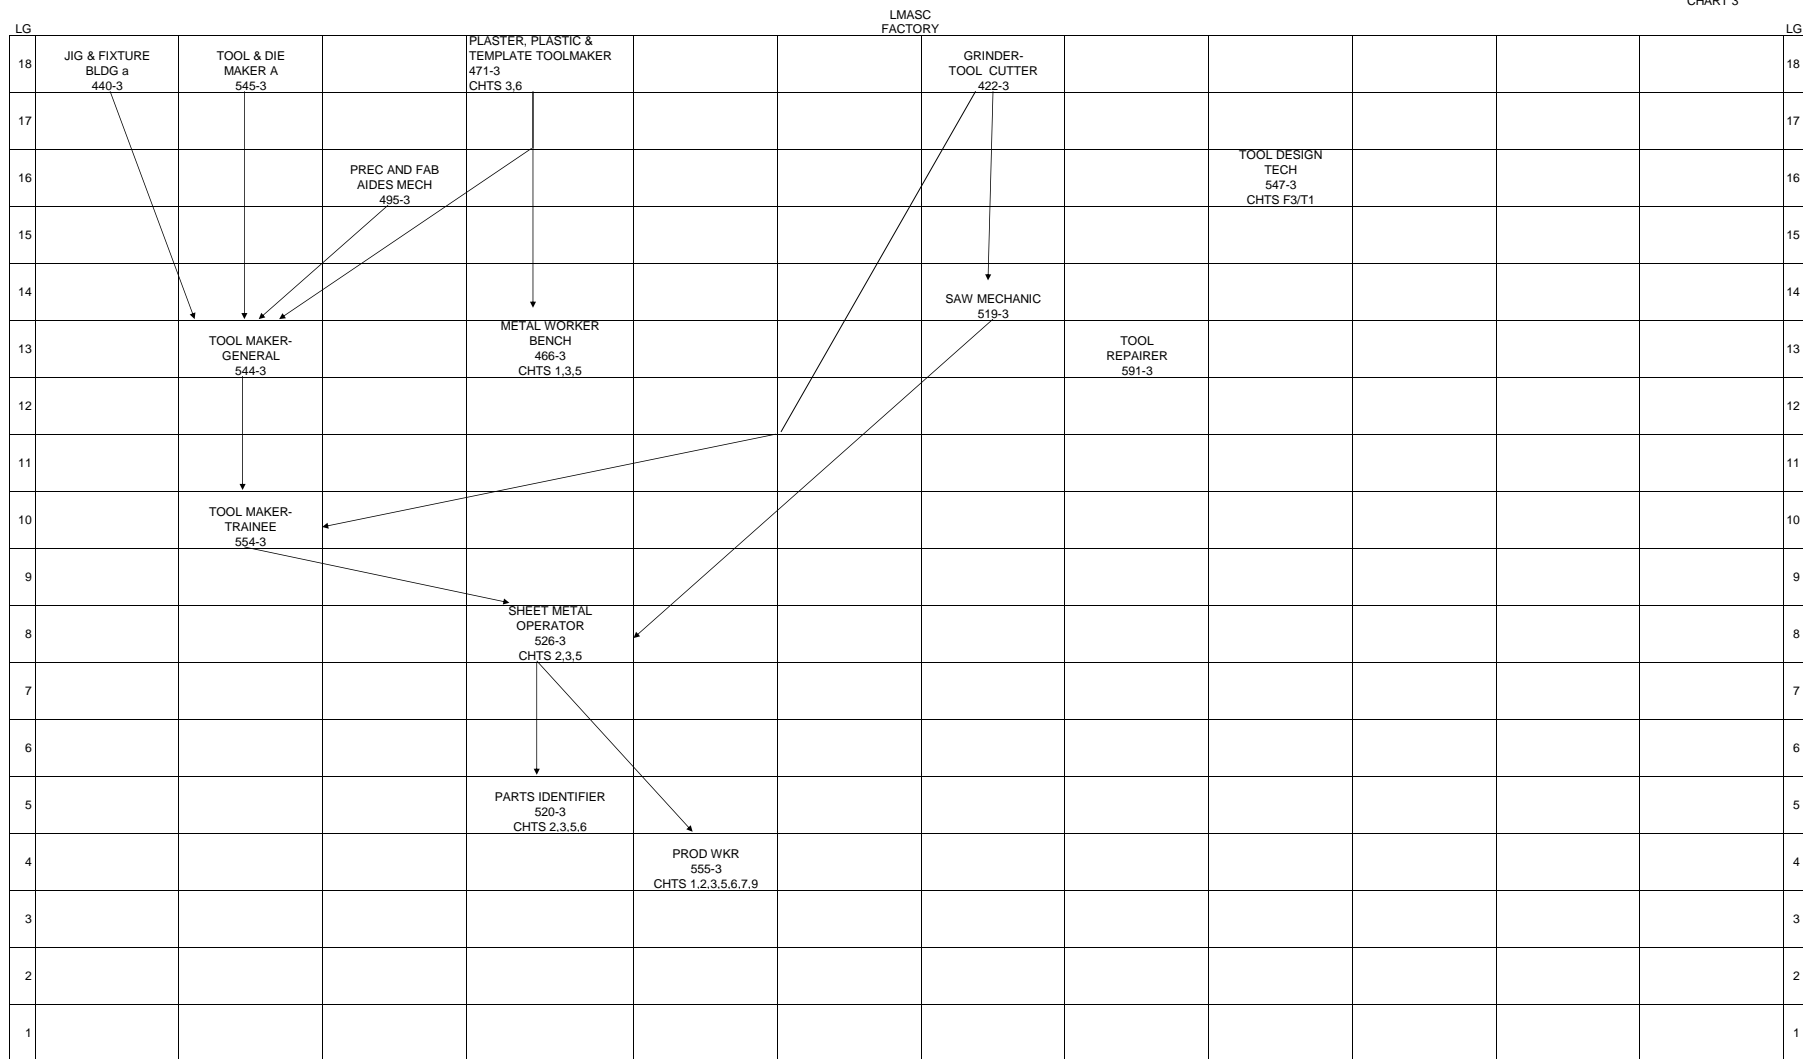 CHART 3
LMASC
FACTORY
LG
LG
18
JIG & FIXTURE
BLDG a
440-3
TOOL & DIE
MAKER A
545-3
PLASTER, PLASTIC &
TEMPLATE TOOLMAKER
471-3
CHTS 3,6
GRINDER-
TOOL CUTTER
422-3
18
17
17
16
PREC AND FAB
AIDES MECH
495-3
TOOL DESIGN
TECH
547-3
CHTS F3/T1
16
15
15
14
SAW MECHANIC
519-3
14
13
TOOL MAKER-
GENERAL
544-3
METAL WORKER
BENCH
466-3
CHTS 1,3,5
TOOL
REPAIRER
591-3
13
12
12
11
11
10
TOOL MAKER-
TRAINEE
554-3
10
9
9
8
SHEET METAL
OPERATOR
526-3
CHTS 2,3,5
8
7
7
6
6
5
PARTS IDENTIFIER
520-3
CHTS 2,3,5,6
5
4
PROD WKR
555-3
CHTS 1,2,3,5,6,7,9
4
3
3
2
2
1
1